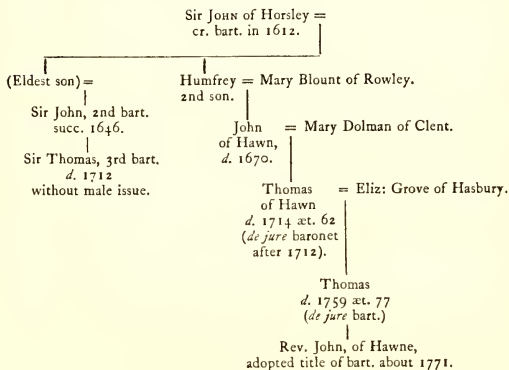 Sir JOHN of Horsley =
cr. bart. in 1612.
(Eldest son) =
Humfrey = Mary Blount of Rowley.
2nd son.
Sir John, 2nd bart.
succ. 1646.
John = Mary Dolman of Clent.
of Hawn,
d. 1670.
Sir Thomas, 3rd bart.
d. 1712
without male issue.
Thomas = Eliz: Grove of Hasbury.
of Hawn
d. 1714 æt. 62
(de jure baronet
after 1712).
Thomas
d. 1759 æt. 77
(de jure bart.)
Rev. John, of Hawne,
adopted title of bart. about 1771.